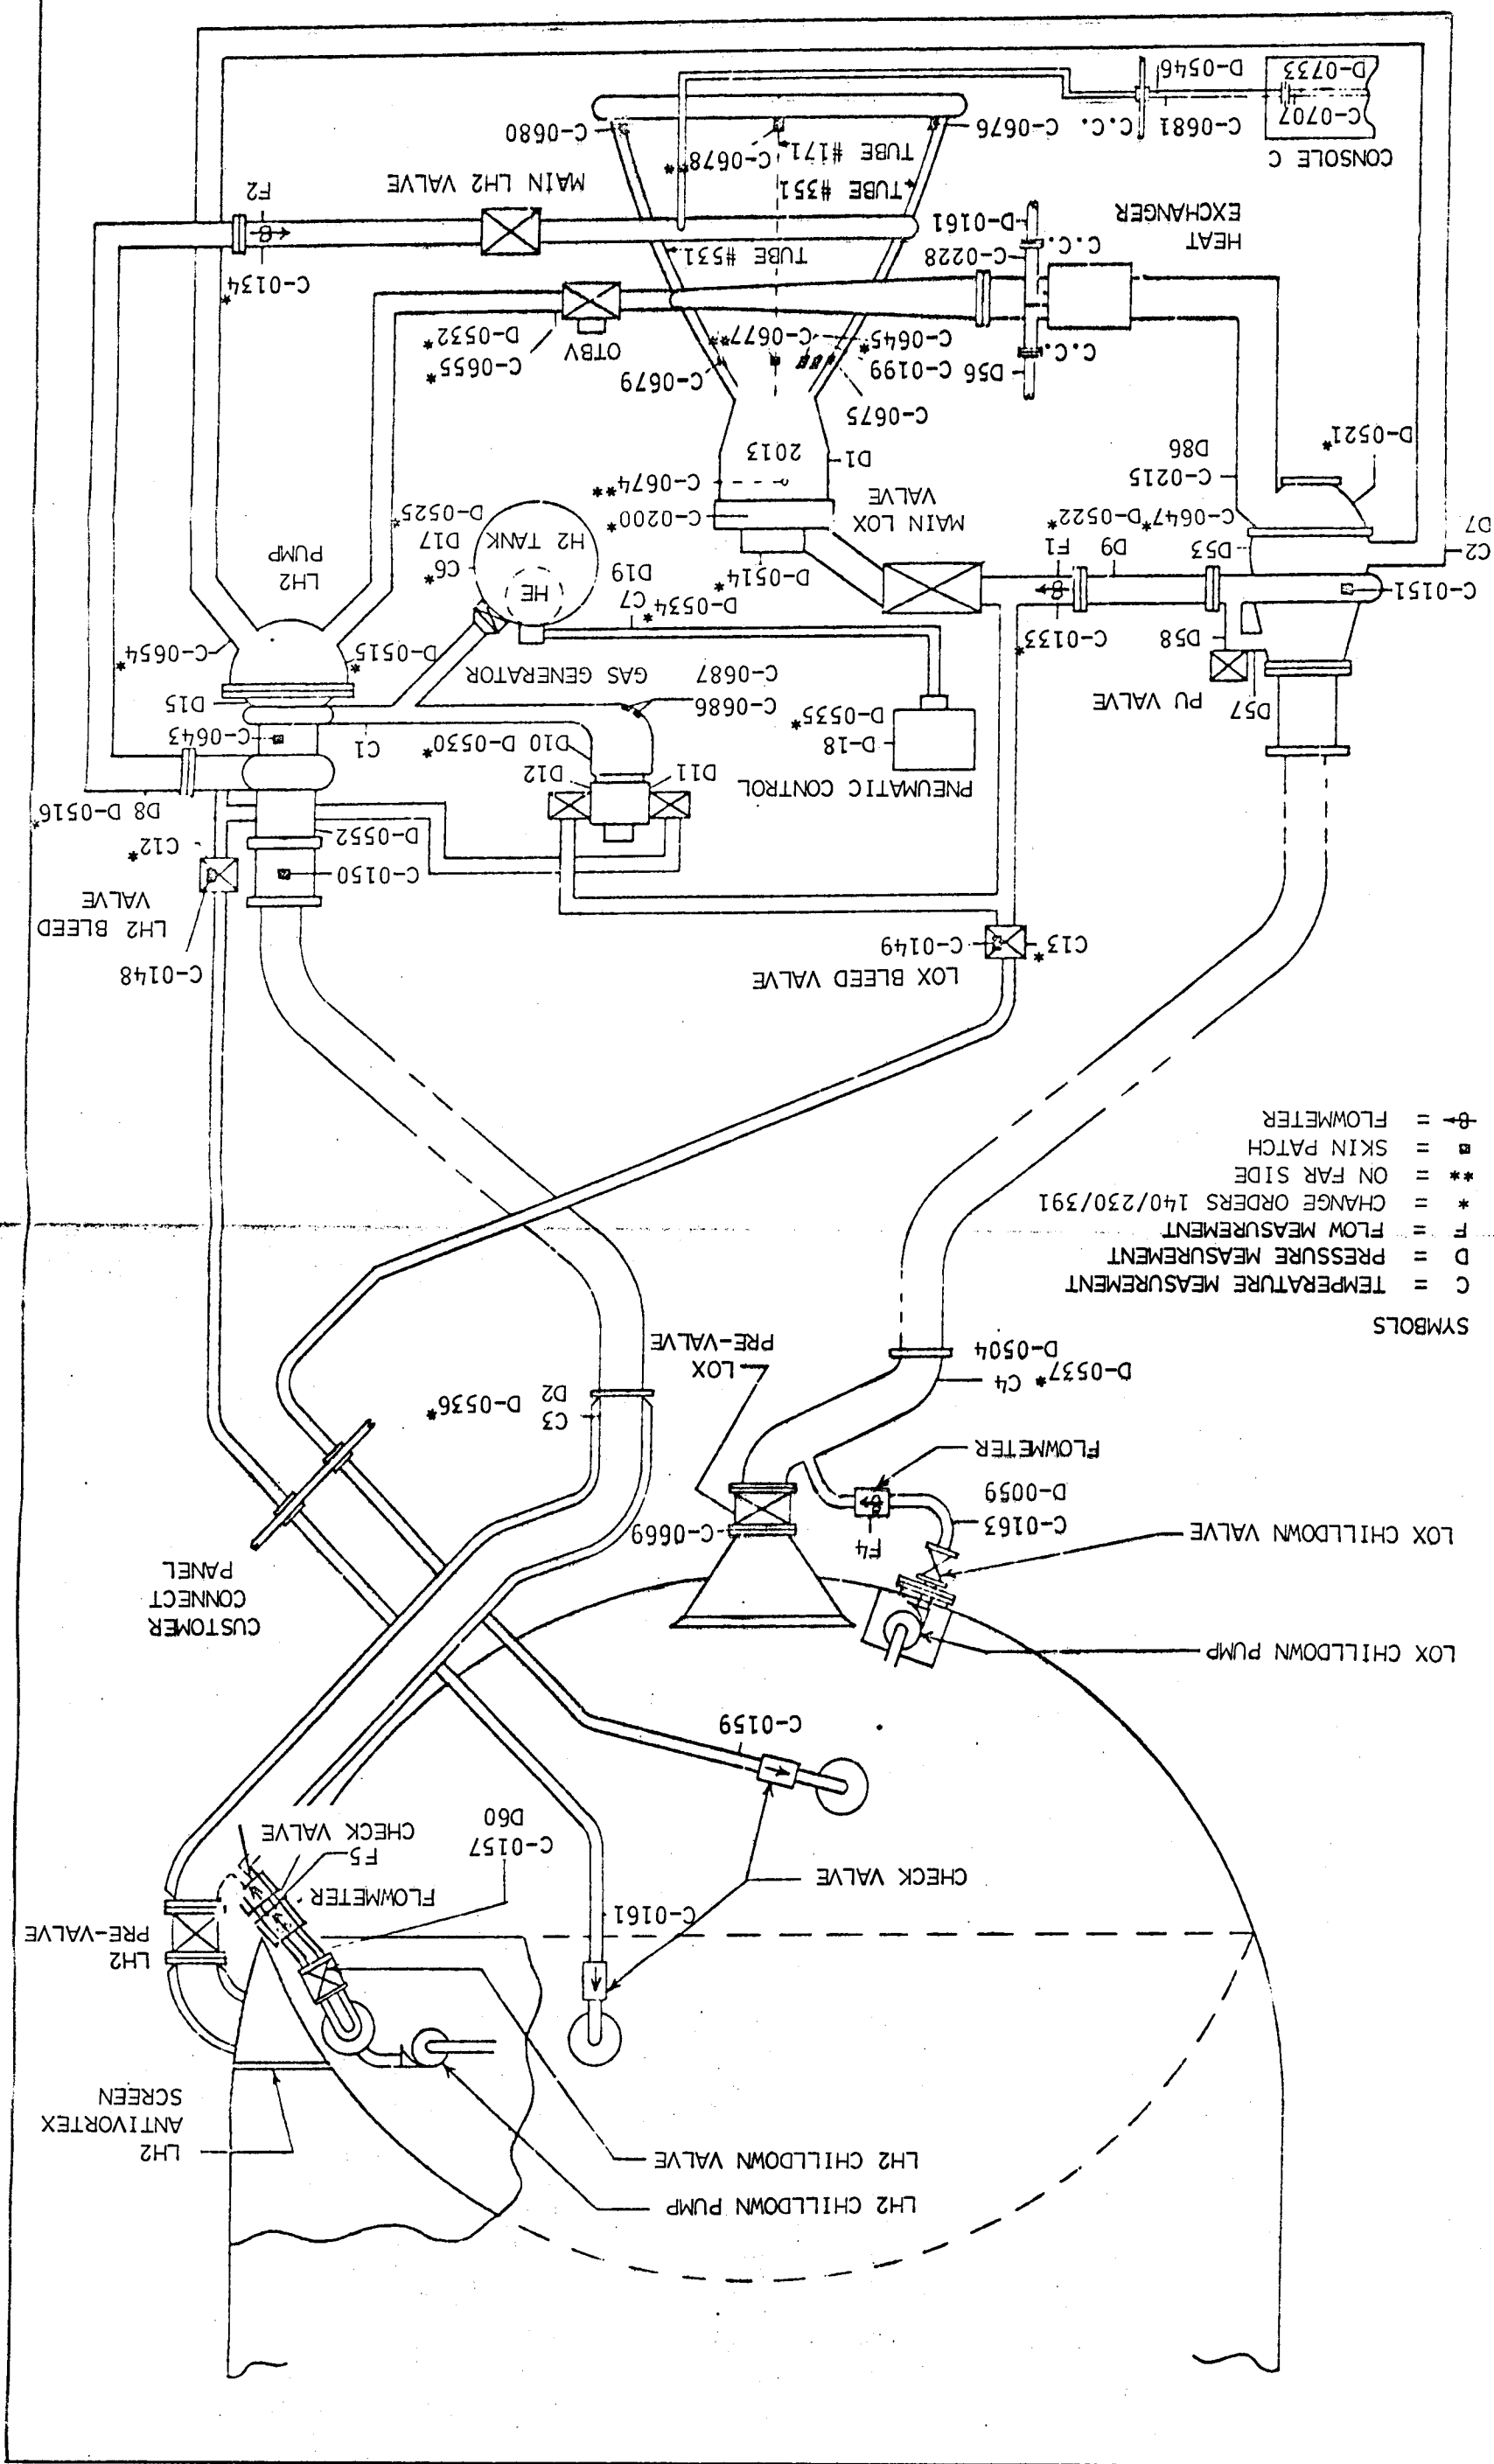 LH2 CHILLDOWN PUMP
LH2 CHILLDOWN VALVE
LH2
ANTIVORTEX
SCREEN
LH2
PRE-VALVE
CHECK VALVE
C-0161
FLOWMETER
F5
CHECK VALVE
C-0157
D60
C-0159
LOX CHILLDOWN PUMP
LOX CHILLDOWN VALVE
CUSTOMER
CONNECT
PANEL
C-0669
F4
C-0163
D-0059
FLOWMETER
C3
D2
D-0536*
LOX
PRE-VALVE
D-0537* C4
D-0504
SYMBOLS
C = TEMPERATURE MEASUREMENT
D = PRESSURE MEASUREMENT
F = FLOW MEASUREMENT
* = CHANGE ORDERS 140/230/391
** = ON FAR SIDE
= SKIN PATCH
= FLOWMETER
LOX BLEED VALVE
C13*
C-0149
C-0148
LH2 BLEED
VALVE
C12*
C-0150
D-0552
D8 D-0516*
C-0643
D15
C1
D12
D11
D10 D-0530*
C-0686
C-0687
GAS GENERATOR
PNEUMATIC CONTROL
D-18
D-0535*
PU VALVE
D57
D58
D-0515*
C-0654*
LH2
PUMP
HE
H2 TANK
C6*
D17
D-0525*
D-0534*
C7
D19
C-0133*
F1
D9
D53
C-0647* D-0522*
C-0151
C2
D7
D-0514*
MAIN LOX
VALVE
C-0200*
C-0674**
2013
D1
C-0215
D86
D-0521*
C-0675
C-0679
C-0677**
C-0645*
C-0199
D56
C.C.
OTBV
C-0655*
D-0532*
C-0134*
F2
MAIN LH2 VALVE
TUBE #531
TUBE #351
TUBE #171
C-0228
C.C.
D-0161
HEAT
EXCHANGER
C-0680
C-0678**
C-0676
C.C.
C-0681
D-0546
CONSOLE C
C-0707
D-0733